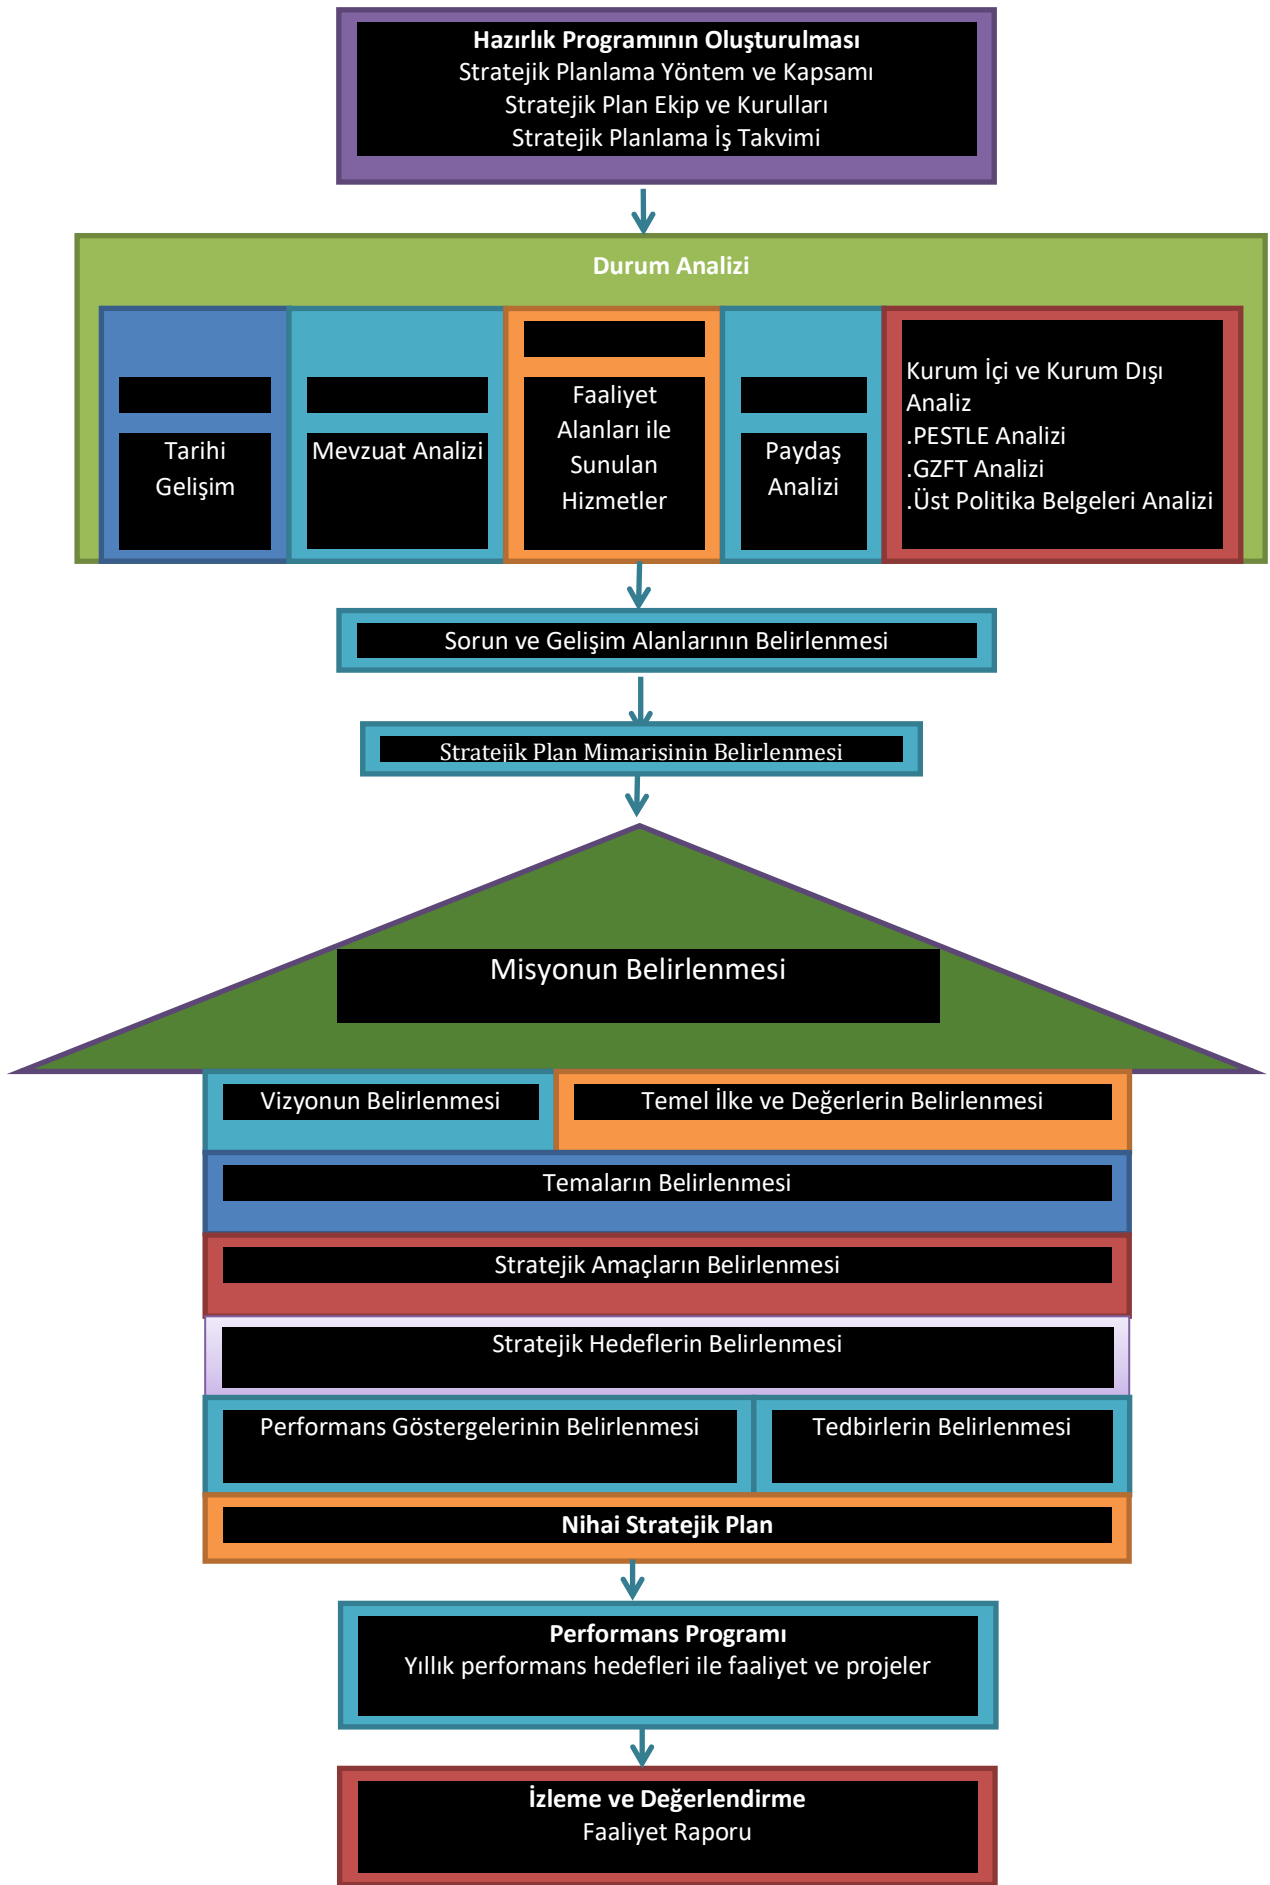 Hazırlık Programının Oluşturulması
Stratejik Planlama Yöntem ve Kapsamı
Stratejik Plan Ekip ve Kurulları
Stratejik Planlama İş Takvimi
Durum Analizi
Tarihi
Gelişim
Mevzuat Analizi
Faaliyet
Alanları ile
Sunulan
Hizmetler
Paydaş
Analizi
Kurum İçi ve Kurum Dışı
Analiz
.PESTLE Analizi
.GZFT Analizi
.Üst Politika Belgeleri Analizi
Sorun ve Gelişim Alanlarının Belirlenmesi
Stratejik Plan Mimarisinin Belirlenmesi
Misyonun Belirlenmesi
Vizyonun Belirlenmesi
Temel İlke ve Değerlerin Belirlenmesi
Temaların Belirlenmesi
Stratejik Amaçların Belirlenmesi
Stratejik Hedeflerin Belirlenmesi
Performans Göstergelerinin Belirlenmesi
Tedbirlerin Belirlenmesi
Nihai Stratejik Plan
Performans Programı
Yıllık performans hedefleri ile faaliyet ve projeler
İzleme ve Değerlendirme
Faaliyet Raporu